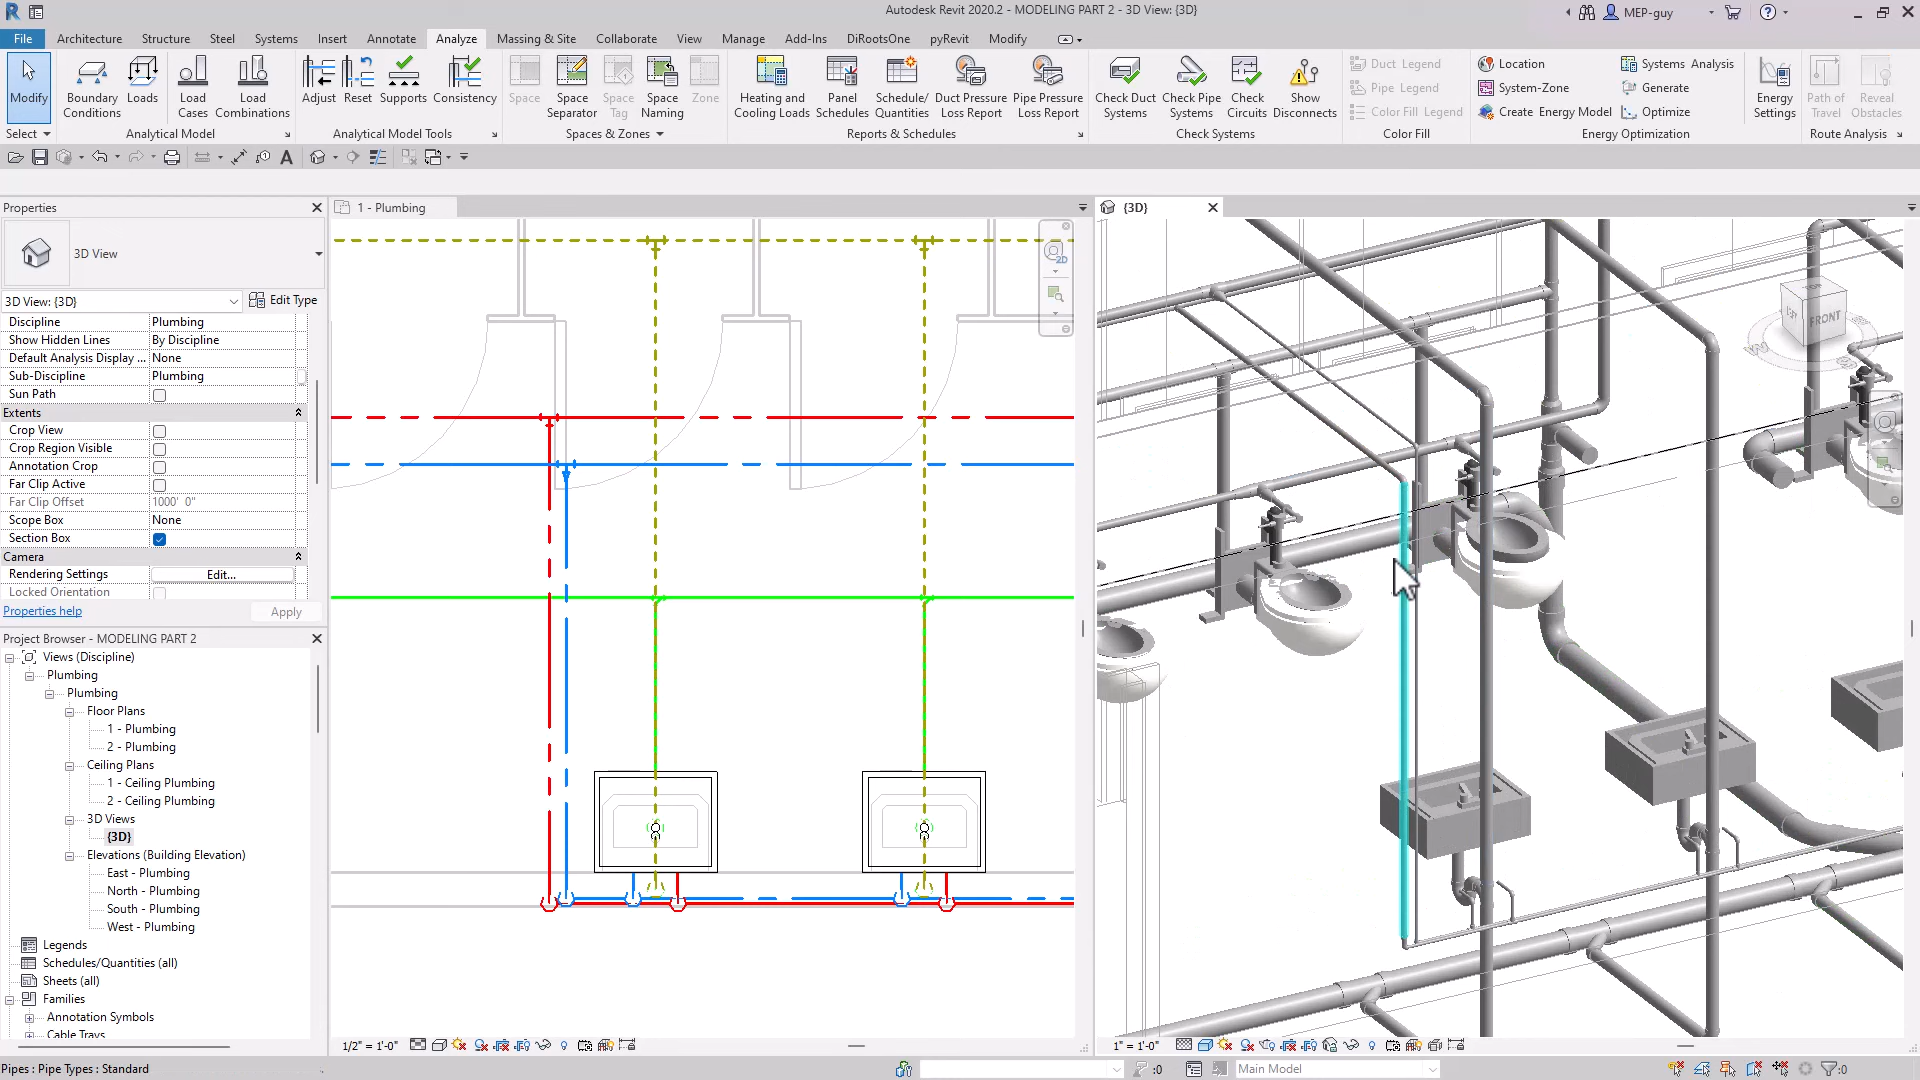 Autodesk Revit 2020.2 - MODELING PART 2 - 3D View: {3D}
MEP-guy
File
Architecture
Structure
Steel
Systems
Insert
Annotate
Analyze
Massing & Site
Collaborate
View
Manage
Add-Ins
DiRootsOne
pyRevit
Modify
Modify
Boundary
Conditions
Loads
Load
Cases
Load
Combinations
Adjust
Reset
Supports
Consistency
Space
Space
Separator
Space
Tag
Space
Naming
Zone
Heating and
Cooling Loads
Panel
Schedules
Schedule/
Quantities
Duct Pressure
Loss Report
Pipe Pressure
Loss Report
Check Duct
Systems
Check Pipe
Systems
Check
Circuits
Show
Disconnects
Duct Legend
Pipe Legend
Color Fill Legend
Location
System-Zone
Create Energy Model
Systems Analysis
Generate
Optimize
Energy
Settings
Path of
Travel
Reveal
Obstacles
Select
Analytical Model
Analytical Model Tools
Spaces & Zones
Reports & Schedules
Check Systems
Color Fill
Energy Optimization
Route Analysis
Properties
3D View
3D View: {3D}
Edit Type
Discipline
Plumbing
Show Hidden Lines
By Discipline
Default Analysis Display ...
None
Sub-Discipline
Plumbing
Sun Path
Extents
Crop View
Crop Region Visible
Annotation Crop
Far Clip Active
Far Clip Offset
1000' 0"
Scope Box
None
Section Box
Camera
Rendering Settings
Edit...
Locked Orientation
Properties help
Apply
Project Browser - MODELING PART 2
Views (Discipline)
Plumbing
Plumbing
Floor Plans
1 - Plumbing
2 - Plumbing
Ceiling Plans
1 - Ceiling Plumbing
2 - Ceiling Plumbing
3D Views
{3D}
Elevations (Building Elevation)
East - Plumbing
North - Plumbing
South - Plumbing
West - Plumbing
Legends
Schedules/Quantities (all)
Sheets (all)
Families
Annotation Symbols
Cable Trays
1 - Plumbing
2D
1/2" = 1'-0"
{3D}
TOP
FRONT
W
1" = 1'-0"
Pipes : Pipe Types : Standard
:0
Main Model
:0